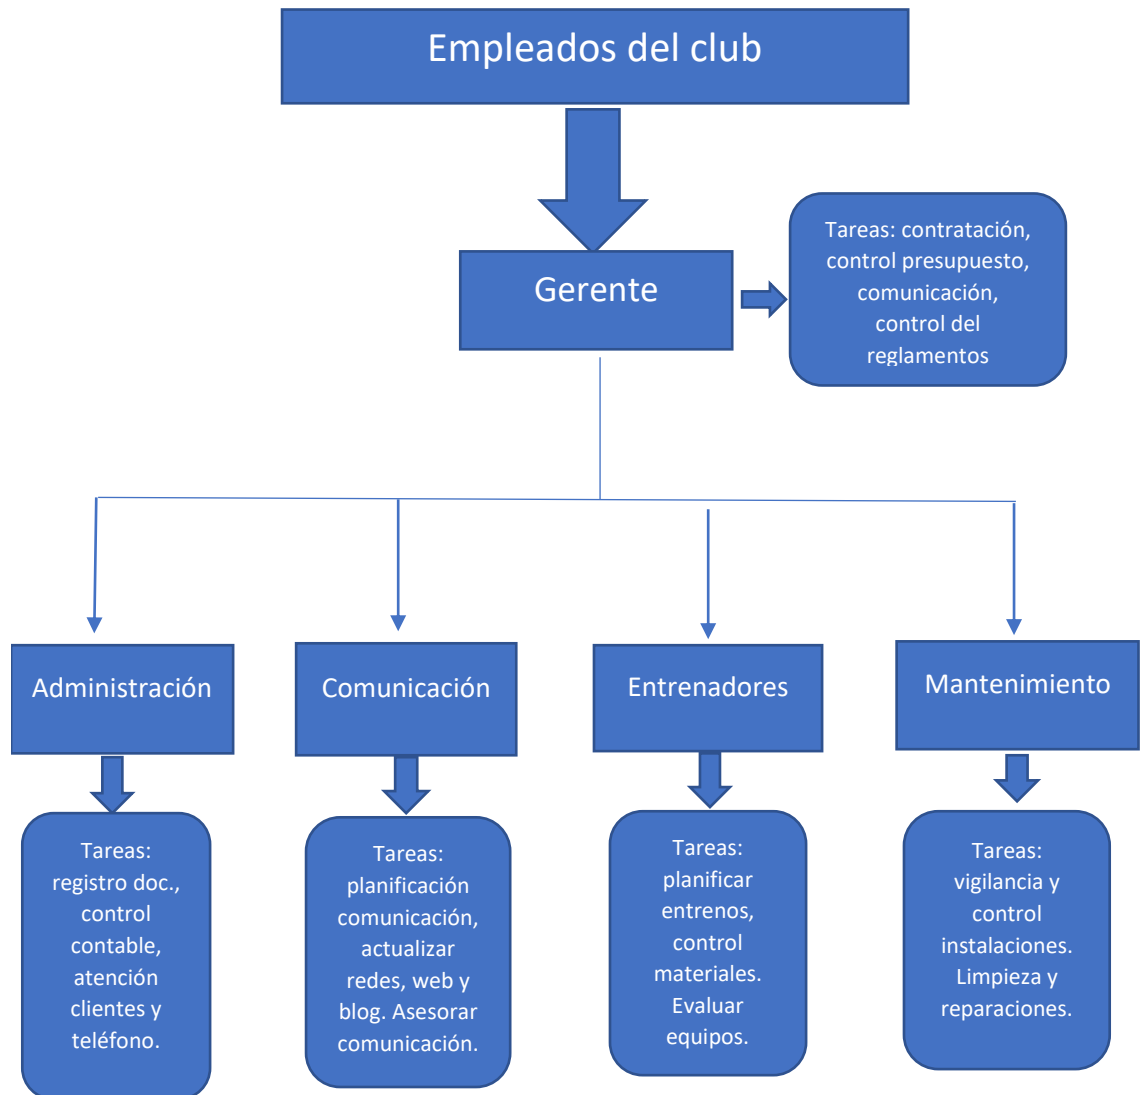 Empleados del club
Tareas: contratación,
control presupuesto,
comunicación,
control del
reglamentos
Gerente
Administración
Comunicación
Entrenadores
Mantenimiento
Tareas:
registro doc.,
control
contable,
atención
clientes y
teléfono.
Tareas:
planificación
comunicación,
actualizar
redes, web y
blog. Asesorar
comunicación.
Tareas:
planificar
entrenos,
control
materiales.
Evaluar
equipos.
Tareas:
vigilancia y
control
instalaciones.
Limpieza y
reparaciones.